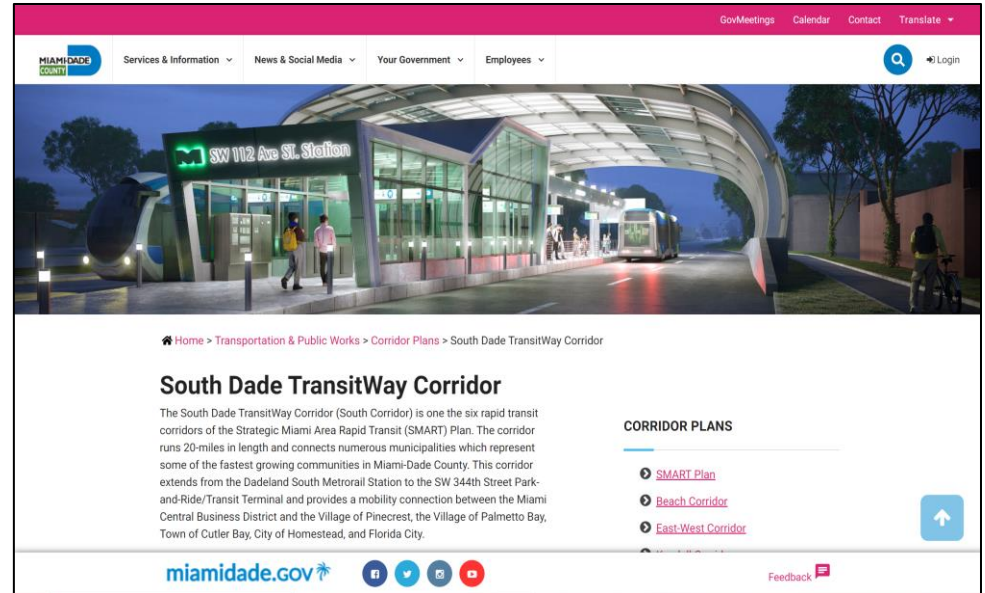 GovMeetings Calendar Contact Translate
MIAMI-DADE
COUNTY
Services & Information News & Social Media Your Government Employees Login
SW 112 Ave St. Station
Home > Transportation & Public Works > Corridor Plans > South Dade TransitWay Corridor
South Dade TransitWay Corridor
The South Dade TransitWay Corridor (South Corridor) is one the six rapid transit
corridors of the Strategic Miami Area Rapid Transit (SMART) Plan. The corridor
runs 20-miles in length and connects numerous municipalities which represent
some of the fastest growing communities in Miami-Dade County. This corridor
extends from the Dadeland South Metrorail Station to the SW 344th Street Park-
and-Ride/Transit Terminal and provides a mobility connection between the Miami
Central Business District and the Village of Pinecrest, the Village of Palmetto Bay,
Town of Cutler Bay, City of Homestead, and Florida City.
CORRIDOR PLANS
SMART Plan
Beach Corridor
East-West Corridor
miamidade.gov
Feedback